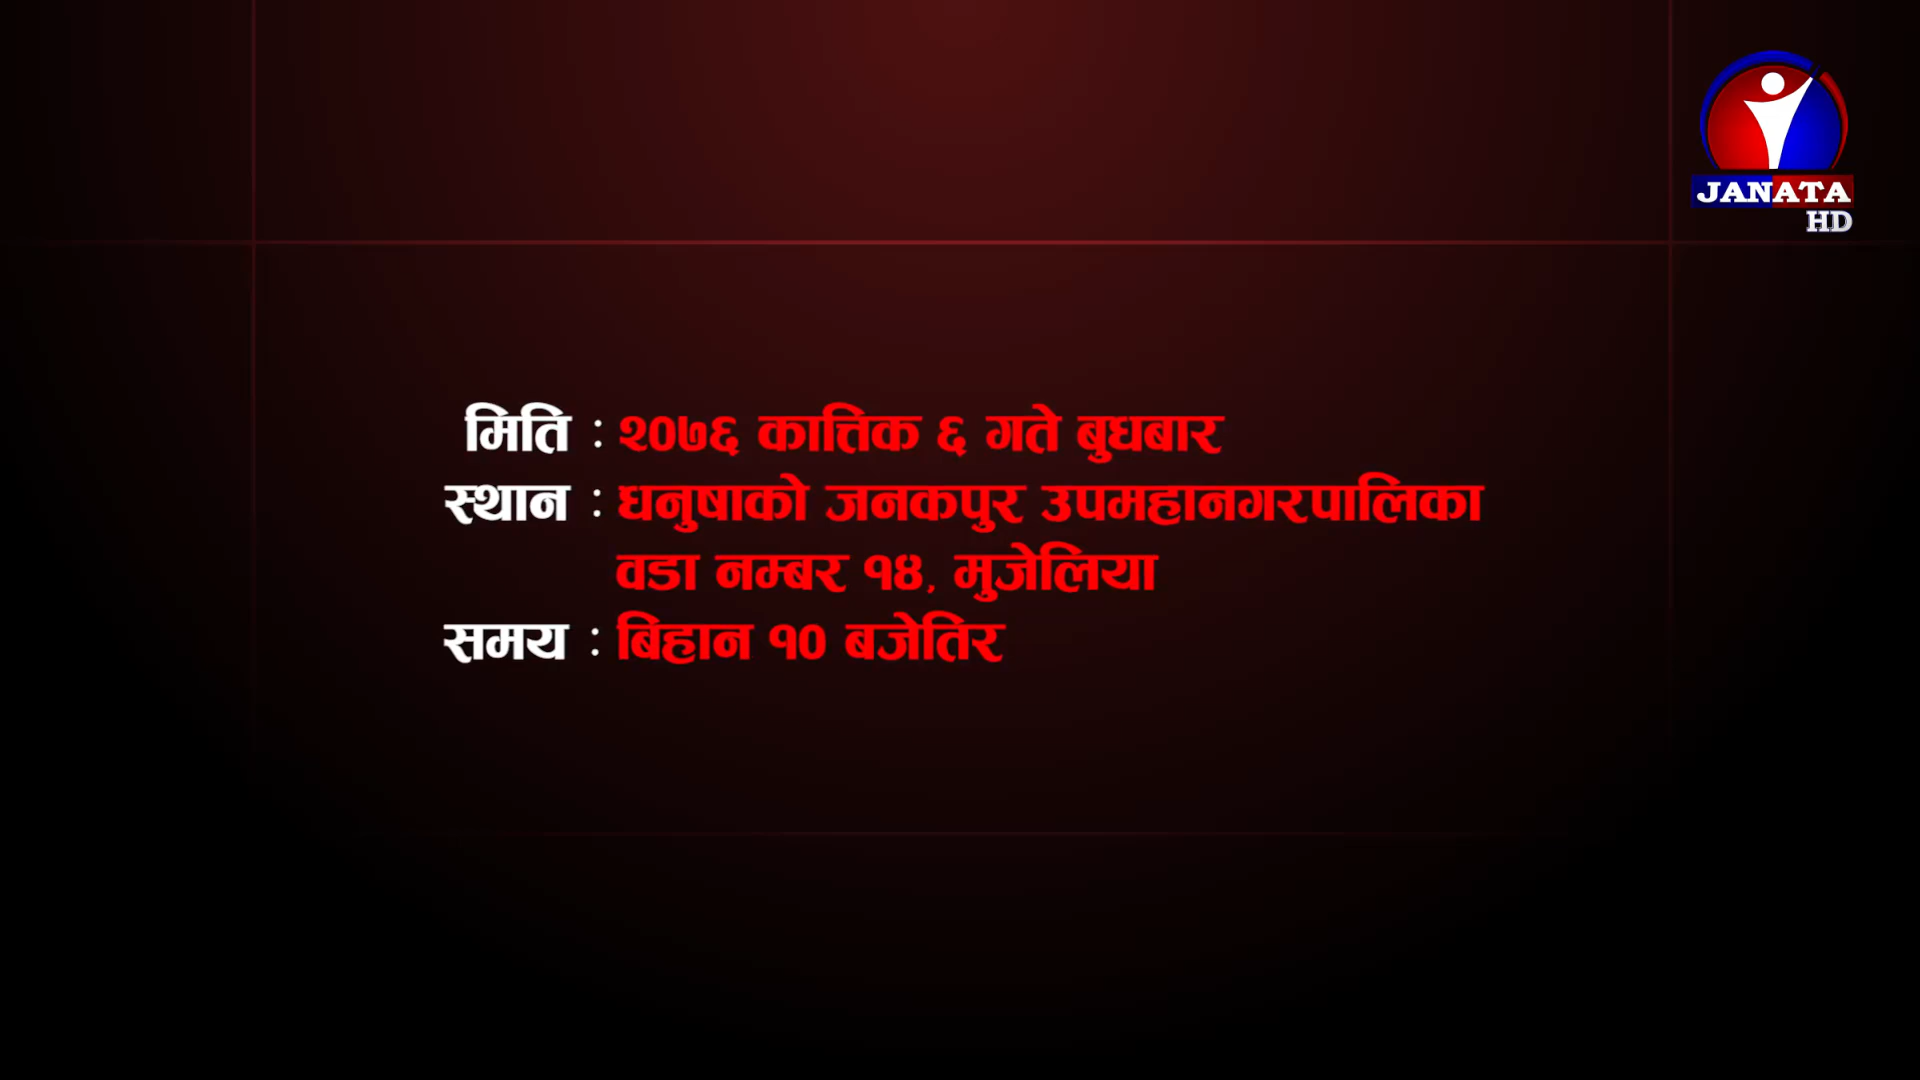 JANATA
HD
मिति : २०७६ कात्तिक ६ गते बुधबार
स्थान : धनुषाको जनकपुर उपमहानगरपालिका
वडा नम्बर १४, मुजेलिया
समय : बिहान १० बजेतिर